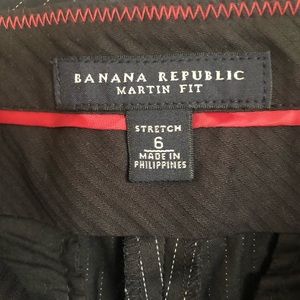 BANANA REPUBLIC
MARTIN FIT
STRETCH
6
MADE IN
PHILIPPINES